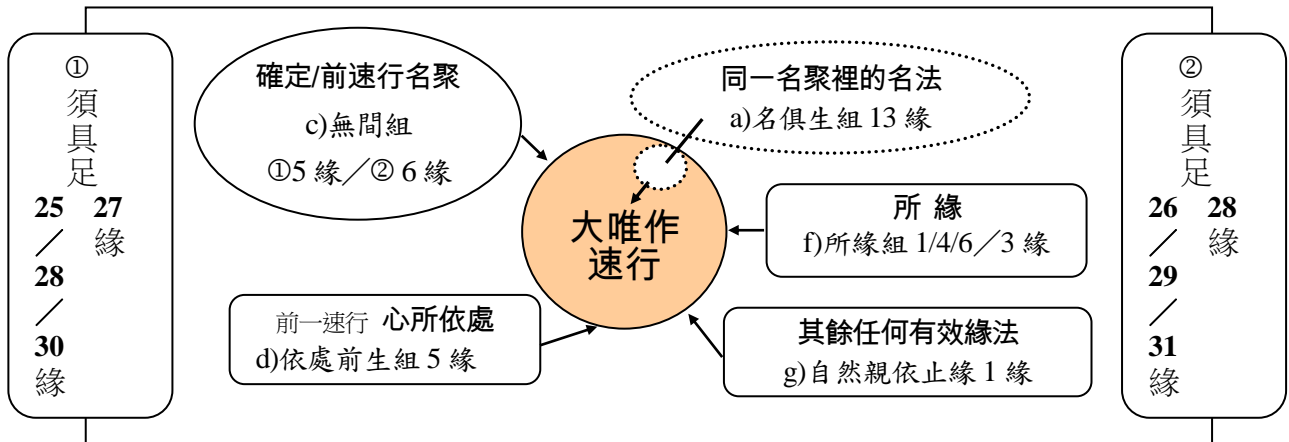 ①
須
具
足
25 27
／ 緣
28
／
30
緣
確定/前速行名聚
c)無間組
①5 緣／② 6 緣
同一名聚裡的名法
a)名俱生組 13 緣
大唯作
速行
所 緣
f)所緣組 1/4/6／3 緣
前一速行 心所依處
d)依處前生組 5 緣
其餘任何有效緣法
g)自然親依止緣 1 緣
②
須
具
足
26 28
／ 緣
29
／
31
緣